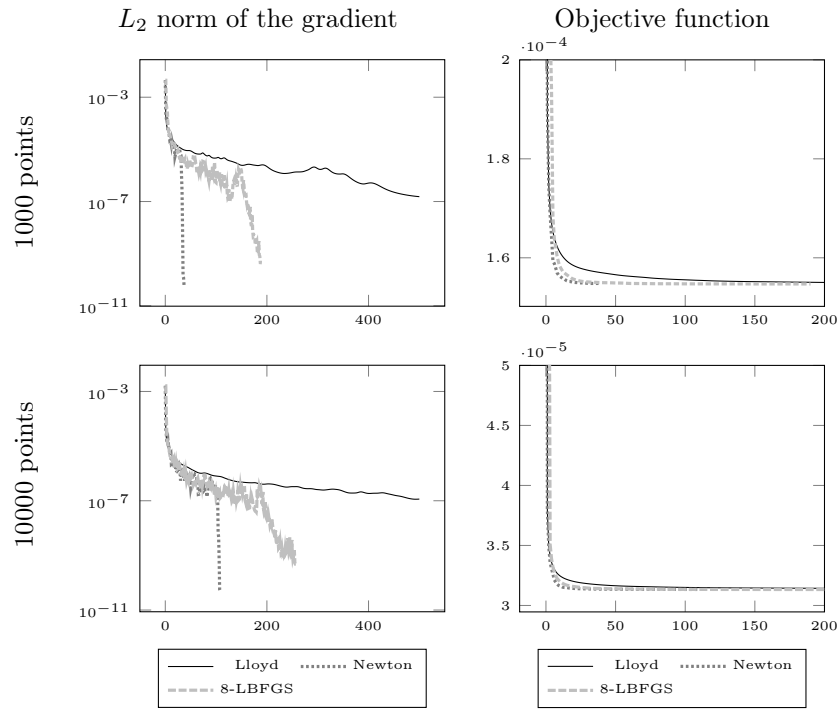 L₂ norm of the gradient
Objective function
1000 points
10⁻³
10⁻⁷
10⁻¹¹
0 200 400
·10⁻⁴
2
1.8
1.6
0 50 100 150 200
10000 points
10⁻³
10⁻⁷
10⁻¹¹
0 200 400
·10⁻⁵
5
4.5
4
3.5
3
0 50 100 150 200
Lloyd Newton
8-LBFGS
Lloyd Newton
8-LBFGS